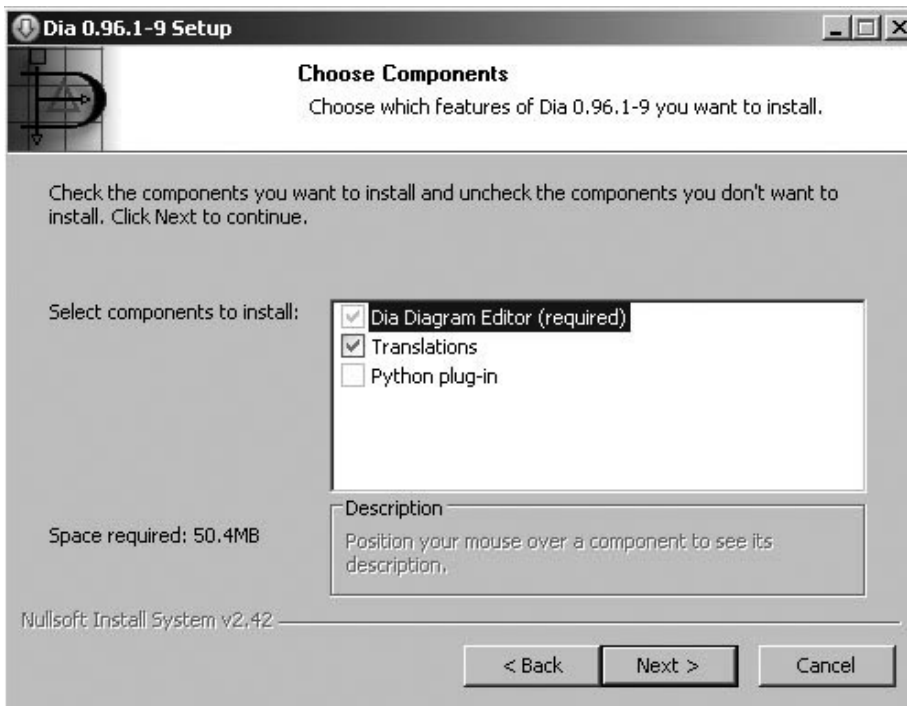 Dia 0.96.1-9 Setup
Choose Components
Choose which features of Dia 0.96.1-9 you want to install.
Check the components you want to install and uncheck the components you don't want to
install. Click Next to continue.
Select components to install:
Dia Diagram Editor (required)
Translations
Python plug-in
Space required: 50.4MB
Description
Position your mouse over a component to see its
description.
Nullsoft Install System v2.42
< Back
Next >
Cancel